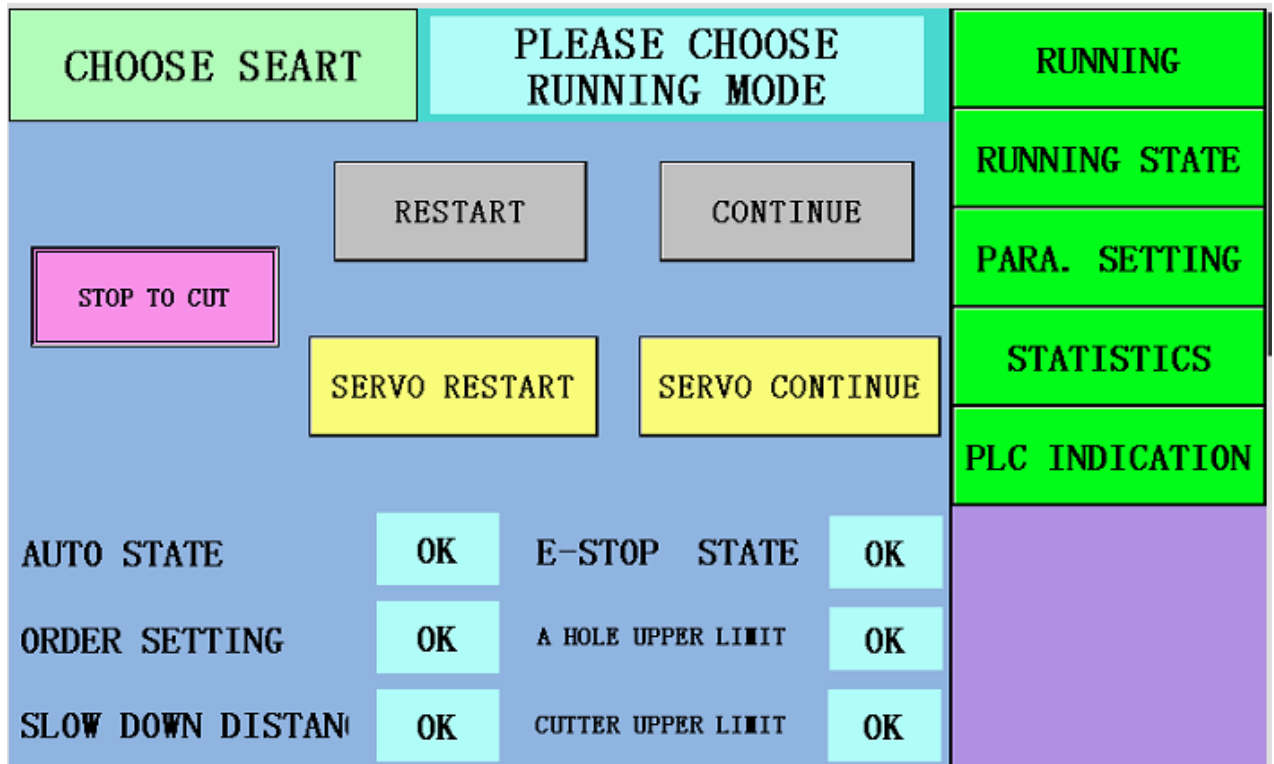 CHOOSE SEART
PLEASE CHOOSE
RUNNING MODE
RUNNING
RUNNING STATE
PARA. SETTING
STATISTICS
PLC INDICATION
RESTART
CONTINUE
STOP TO CUT
SERVO RESTART
SERVO CONTINUE
AUTO STATE OK E-STOP STATE OK
ORDER SETTING OK A HOLE UPPER LIMIT OK
SLOW DOWN DISTAN OK CUTTER UPPER LIMIT OK